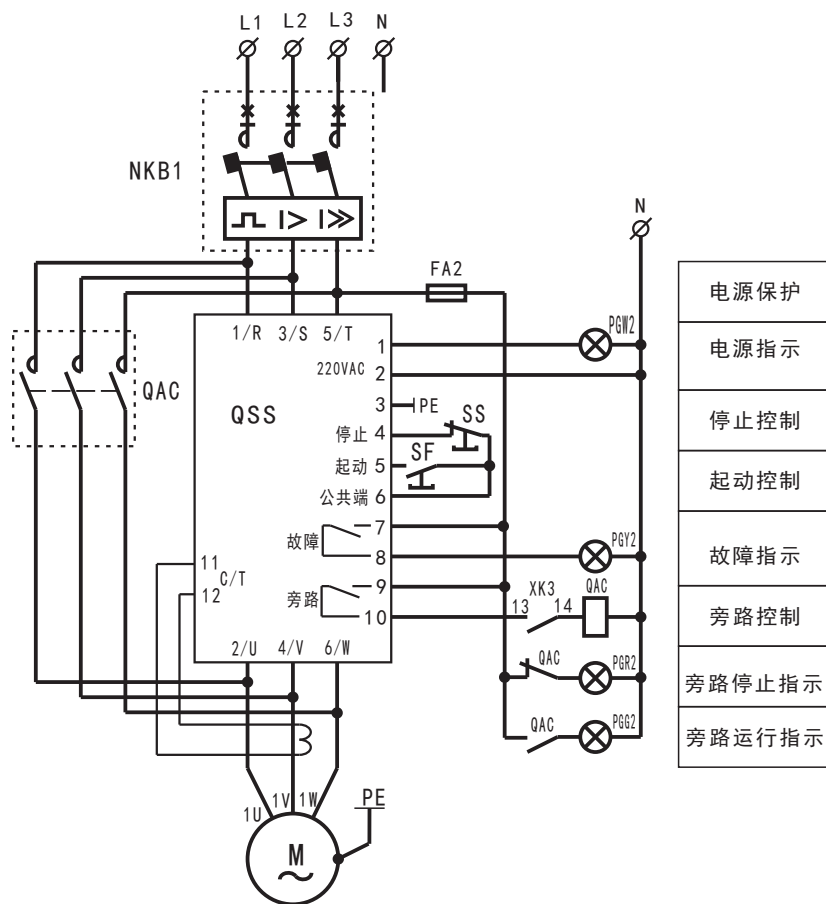 L1 L2 L3 N
NKB1
N
FA2
电源保护
1/R 3/S 5/T
1
PGW2
电源指示
220VAC 2
QAC
QSS
3 PE
停止 4
SS
停止控制
起动 5
SF
起动控制
公共端 6
7
故障
8
PGY2
故障指示
11
C/T
12
9
旁路
10
13 XK3 14 QAC
旁路控制
2/U 4/V 6/W
QAC
PGR2
旁路停止指示
QAC
PGG2
旁路运行指示
1U 1V 1W
PE
M